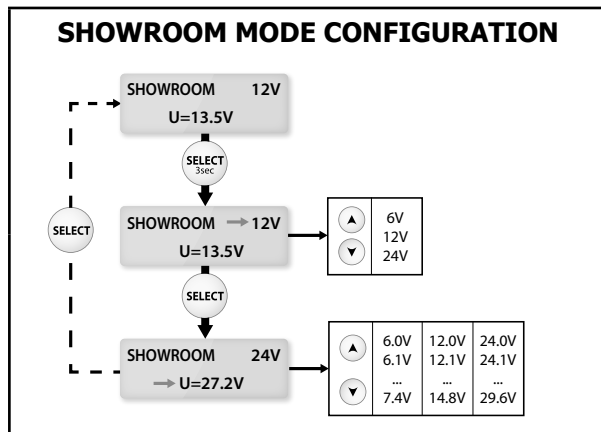 SHOWROOM MODE CONFIGURATION
SHOWROOM 12V
U=13.5V
SELECT
3sec
SHOWROOM → 12V
U=13.5V
6V
12V
24V
SELECT
SELECT
SHOWROOM 24V
→ U=27.2V
6.0V 12.0V 24.0V
6.1V 12.1V 24.1V
... ... ...
7.4V 14.8V 29.6V